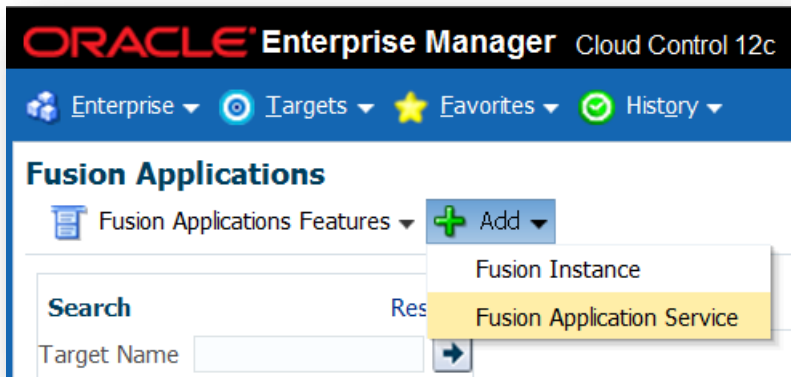 ORACLE Enterprise Manager Cloud Control 12c
Enterprise Targets Favorites History
Fusion Applications
Fusion Applications Features Add
Fusion Instance
Search Res
Fusion Application Service
Target Name